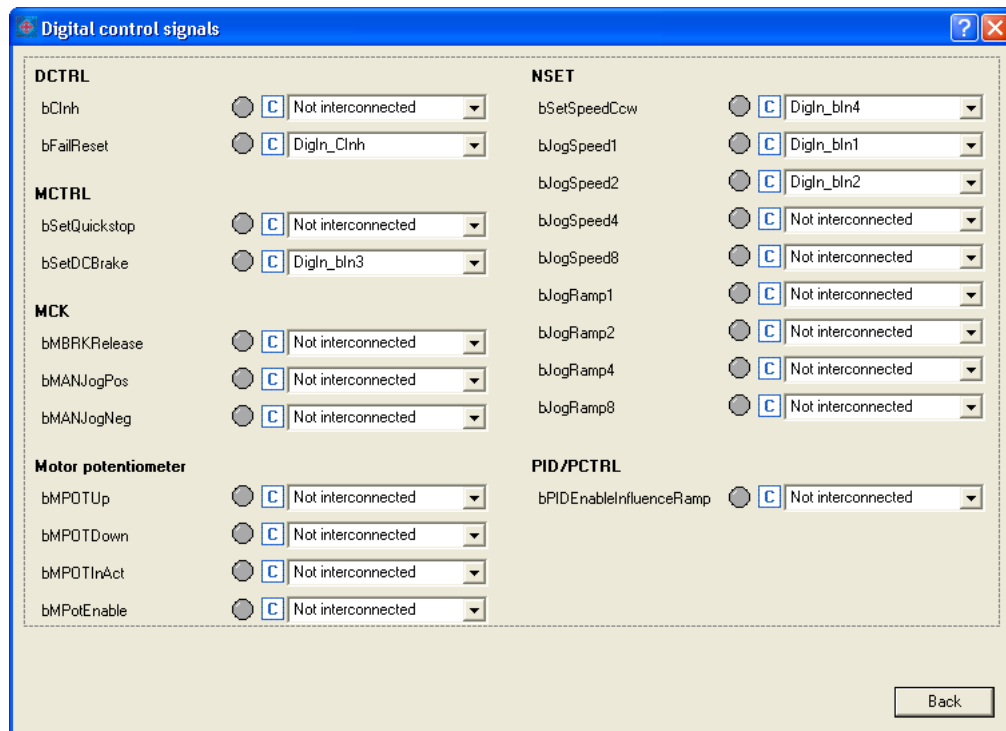 Digital control signals
DCTRL
bCInh C Not interconnected
bFailReset C DigIn_CInh
MCTRL
bSetQuickstop C Not interconnected
bSetDCBrake C DigIn_bIn3
MCK
bMBRKRelease C Not interconnected
bMANJogPos C Not interconnected
bMANJogNeg C Not interconnected
Motor potentiometer
bMPOTUp C Not interconnected
bMPOTDown C Not interconnected
bMPOTInAct C Not interconnected
bMPotEnable C Not interconnected
NSET
bSetSpeedCcw C DigIn_bIn4
bJogSpeed1 C DigIn_bIn1
bJogSpeed2 C DigIn_bIn2
bJogSpeed4 C Not interconnected
bJogSpeed8 C Not interconnected
bJogRamp1 C Not interconnected
bJogRamp2 C Not interconnected
bJogRamp4 C Not interconnected
bJogRamp8 C Not interconnected
PID/PCTRL
bPIDEnableInfluenceRamp C Not interconnected
Back